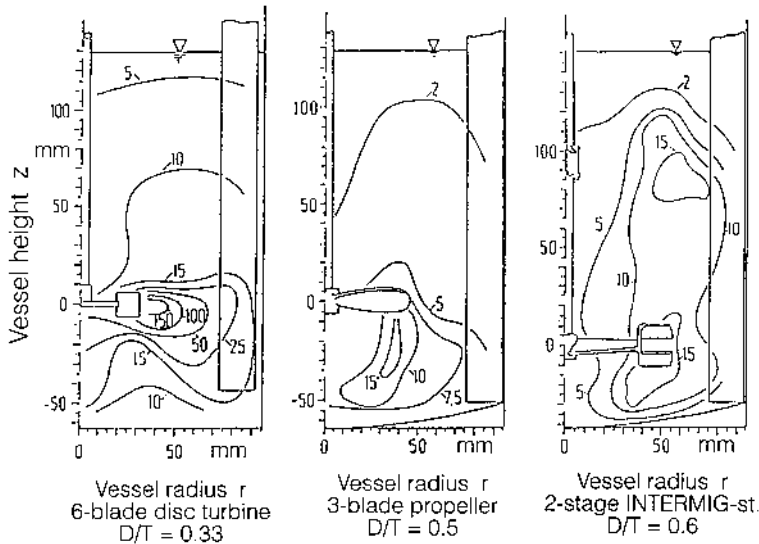 Vessel height z
100
mm
50
0
-50
5
10
15
150
100
50
25
15
10
0 50 mm
Vessel radius r
6-blade disc turbine
D/T = 0.33
100
50
0
-50
2
5
15
10
7,5
0 50 mm
Vessel radius r
3-blade propeller
D/T = 0.5
100
50
0
-50
2
15
5
10
10
15
5
0 50 mm
Vessel radius r
2-stage INTERMIG-st.
D/T = 0.6